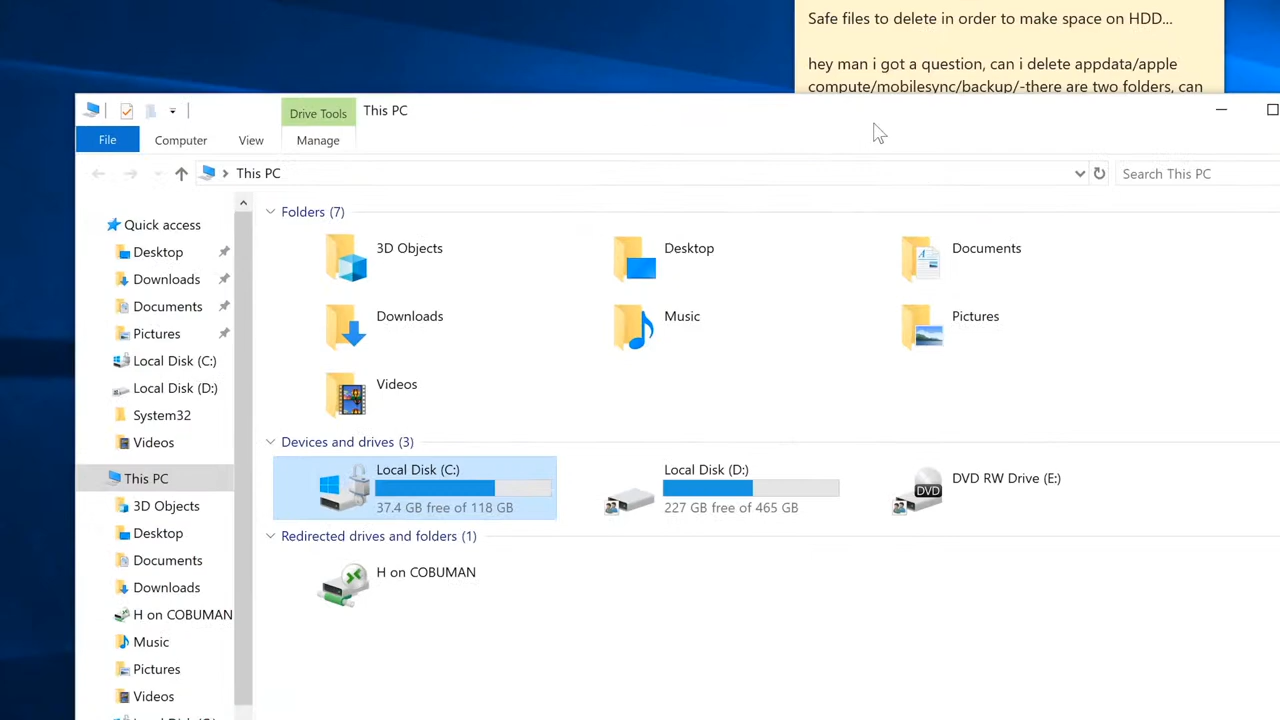 Safe files to delete in order to make space on HDD...
hey man i got a question, can i delete appdata/apple
compute/mobilesync/backup/-there are two folders, can
Drive Tools
This PC
File
Computer
View
Manage
This PC
Search This PC
Quick access
Desktop
Downloads
Documents
Pictures
Local Disk (C:)
Local Disk (D:)
System32
Videos
This PC
3D Objects
Desktop
Documents
Downloads
H on COBUMAN
Music
Pictures
Videos
Folders (7)
3D Objects
Desktop
Documents
Downloads
Music
Pictures
Videos
Devices and drives (3)
Local Disk (C:)
37.4 GB free of 118 GB
Local Disk (D:)
227 GB free of 465 GB
DVD RW Drive (E:)
DVD
Redirected drives and folders (1)
H on COBUMAN